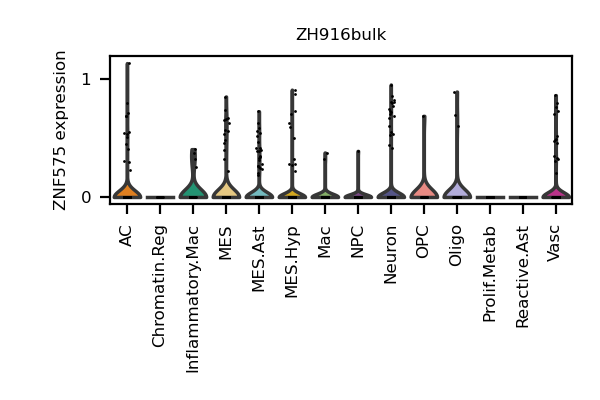 ZH916bulk
ZNF575 expression
1
0
AC
Chromatin.Reg
Inflammatory.Mac
MES
MES.Ast
MES.Hyp
Mac
NPC
Neuron
OPC
Oligo
Prolif.Metab
Reactive.Ast
Vasc